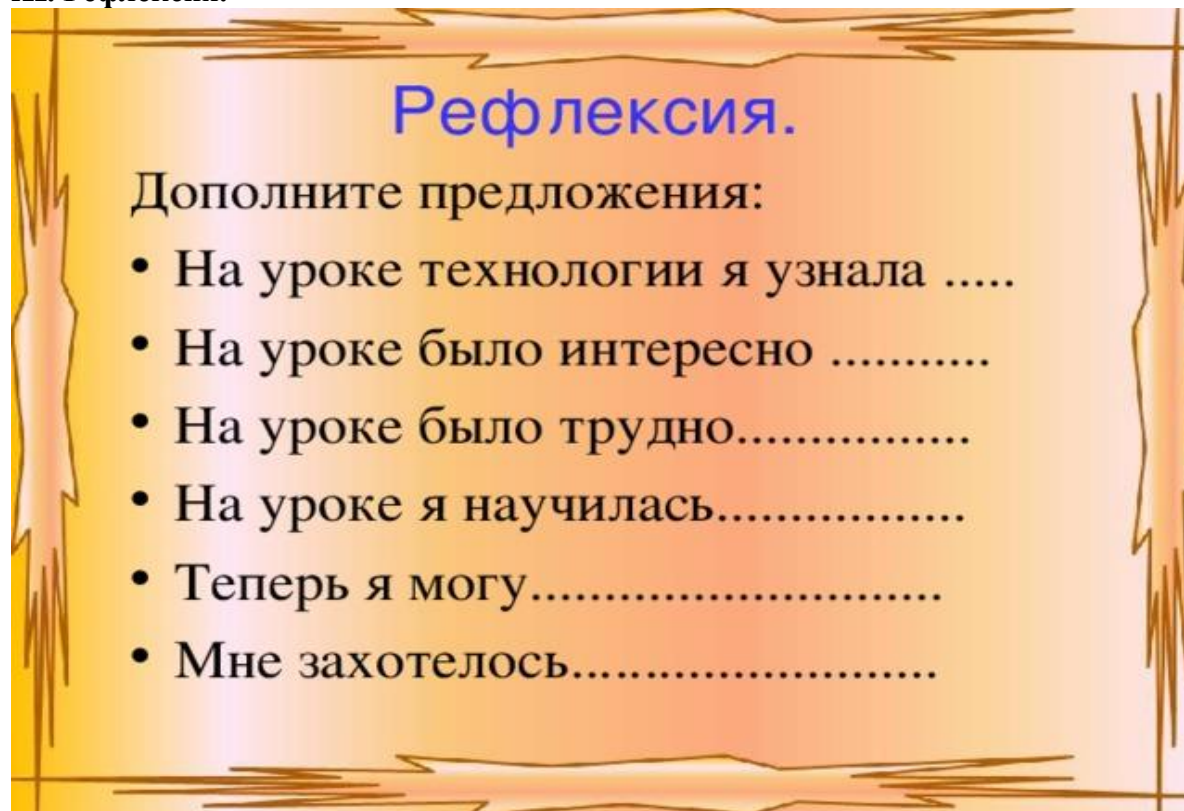 Рефлексия.
Дополните предложения:
• На уроке технологии я узнала .....
• На уроке было интересно ...........
• На уроке было трудно................
• На уроке я научилась.................
• Теперь я могу............................
• Мне захотелось.........................